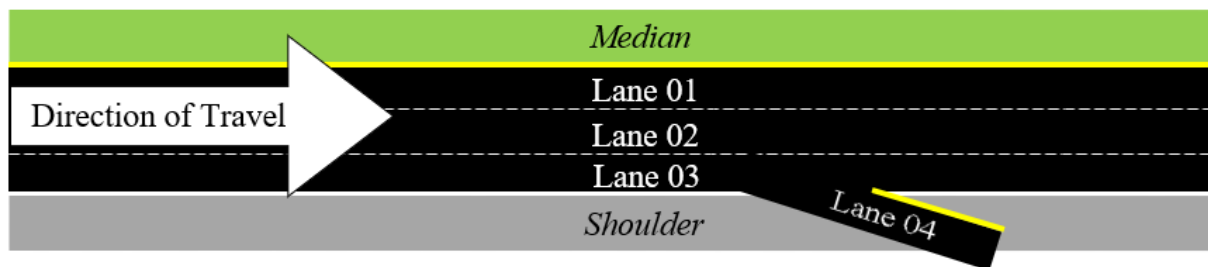 Median
Lane 01
Direction of Travel
Lane 02
Lane 03
Lane 04
Shoulder